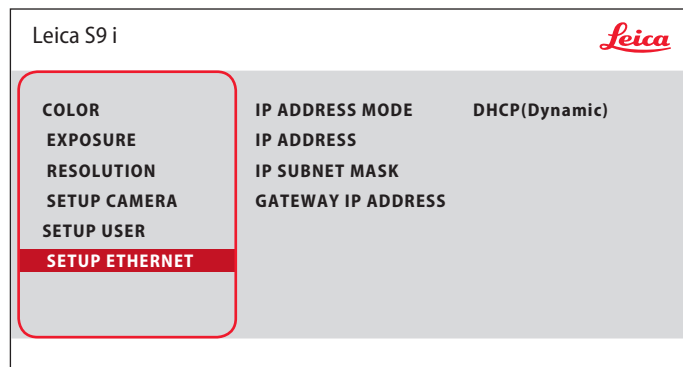 Leica S9 i
Leica
COLOR IP ADDRESS MODE DHCP(Dynamic)
EXPOSURE IP ADDRESS
RESOLUTION IP SUBNET MASK
SETUP CAMERA GATEWAY IP ADDRESS
SETUP USER
SETUP ETHERNET